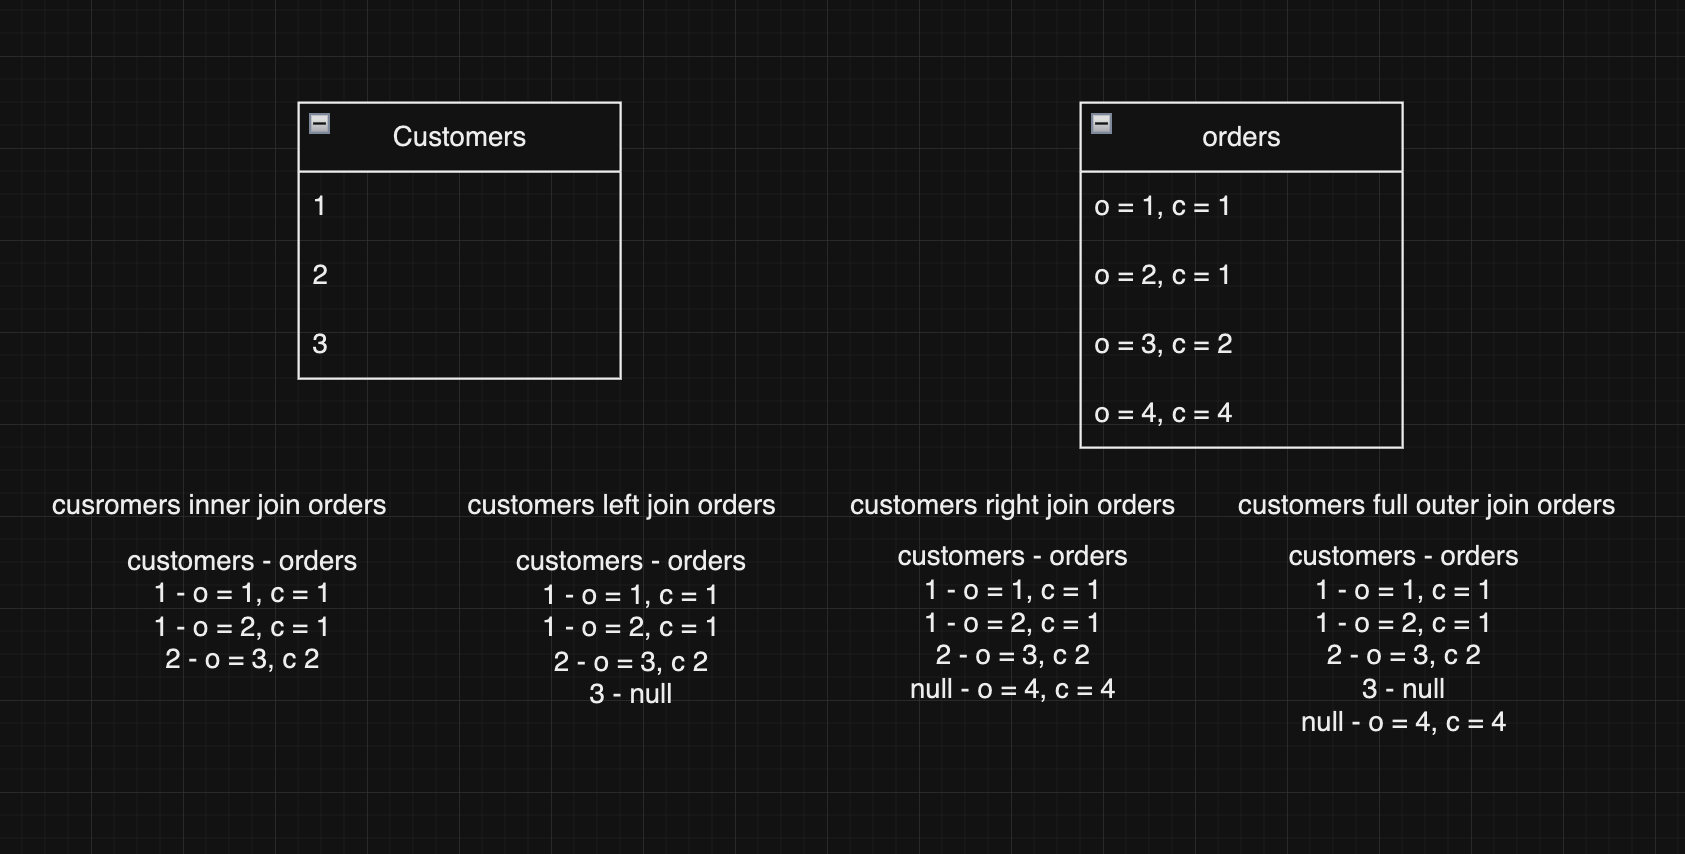 Customers
1
2
3
orders
o = 1, c = 1
o = 2, c = 1
o = 3, c = 2
o = 4, c = 4
cusromers inner join orders
customers - orders
1 - o = 1, c = 1
1 - o = 2, c = 1
2 - o = 3, c 2
customers left join orders
customers - orders
1 - o = 1, c = 1
1 - o = 2, c = 1
2 - o = 3, c 2
3 - null
customers right join orders
customers - orders
1 - o = 1, c = 1
1 - o = 2, c = 1
2 - o = 3, c 2
null - o = 4, c = 4
customers full outer join orders
customers - orders
1 - o = 1, c = 1
1 - o = 2, c = 1
2 - o = 3, c 2
3 - null
null - o = 4, c = 4